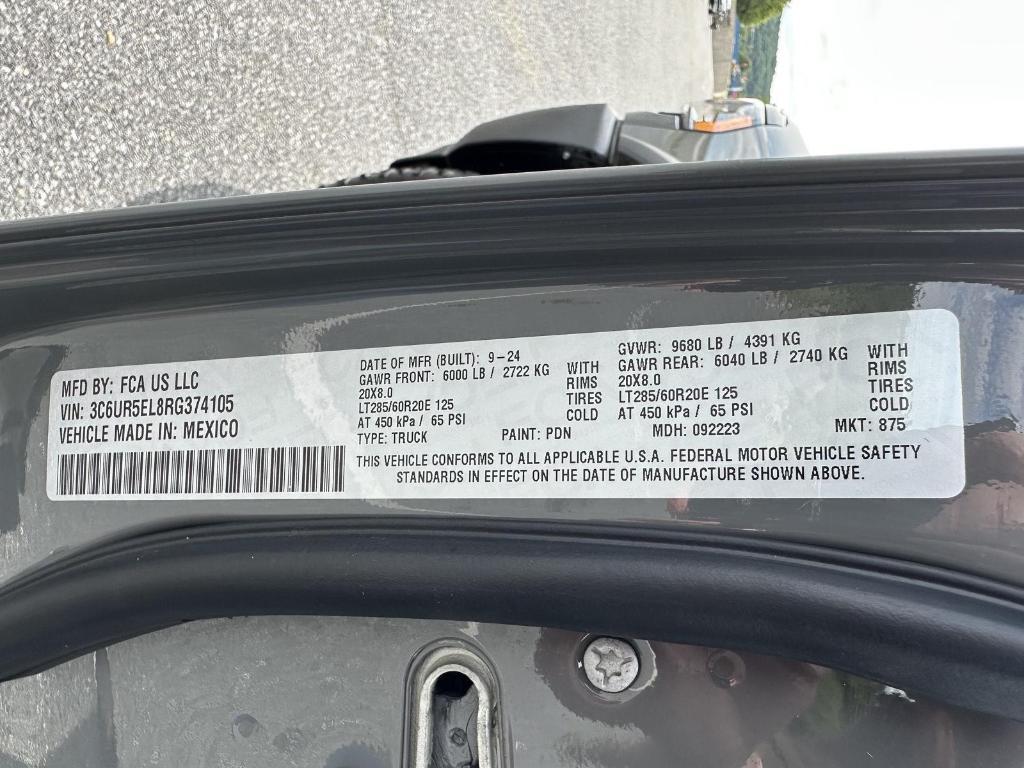 MFD BY: FCA US LLC
VIN: 3C6UR5EL8RG374105
VEHICLE MADE IN: MEXICO
DATE OF MFR (BUILT): 9-24
GAWR FRONT: 6000 LB / 2722 KG WITH
20X8.0 RIMS
LT285/60R20E 125 TIRES
AT 450 kPa / 65 PSI COLD
GVWR: 9680 LB / 4391 KG
GAWR REAR: 6040 LB / 2740 KG WITH
20X8.0 RIMS
LT285/60R20E 125 TIRES
AT 450 kPa / 65 PSI COLD
TYPE: TRUCK PAINT: PDN MDH: 092223 MKT: 875
THIS VEHICLE CONFORMS TO ALL APPLICABLE U.S.A. FEDERAL MOTOR VEHICLE SAFETY
STANDARDS IN EFFECT ON THE DATE OF MANUFACTURE SHOWN ABOVE.